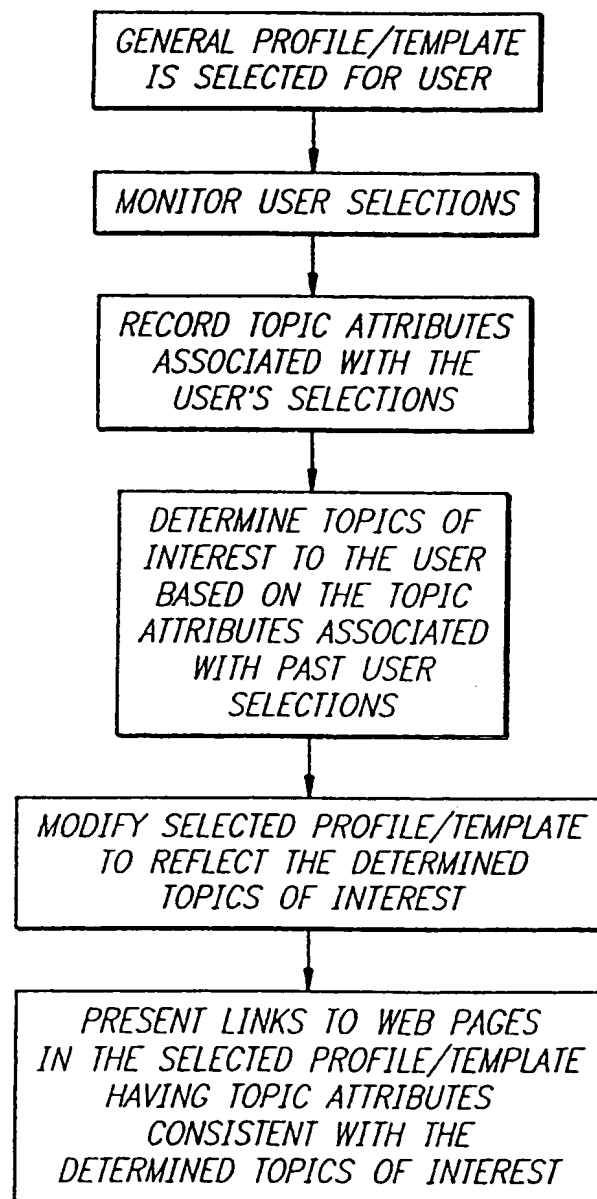 GENERAL PROFILE/TEMPLATE
IS SELECTED FOR USER
MONITOR USER SELECTIONS
RECORD TOPIC ATTRIBUTES
ASSOCIATED WITH THE
USER'S SELECTIONS
DETERMINE TOPICS OF
INTEREST TO THE USER
BASED ON THE TOPIC
ATTRIBUTES ASSOCIATED
WITH PAST USER
SELECTIONS
MODIFY SELECTED PROFILE/TEMPLATE
TO REFLECT THE DETERMINED
TOPICS OF INTEREST
PRESENT LINKS TO WEB PAGES
IN THE SELECTED PROFILE/TEMPLATE
HAVING TOPIC ATTRIBUTES
CONSISTENT WITH THE
DETERMINED TOPICS OF INTEREST